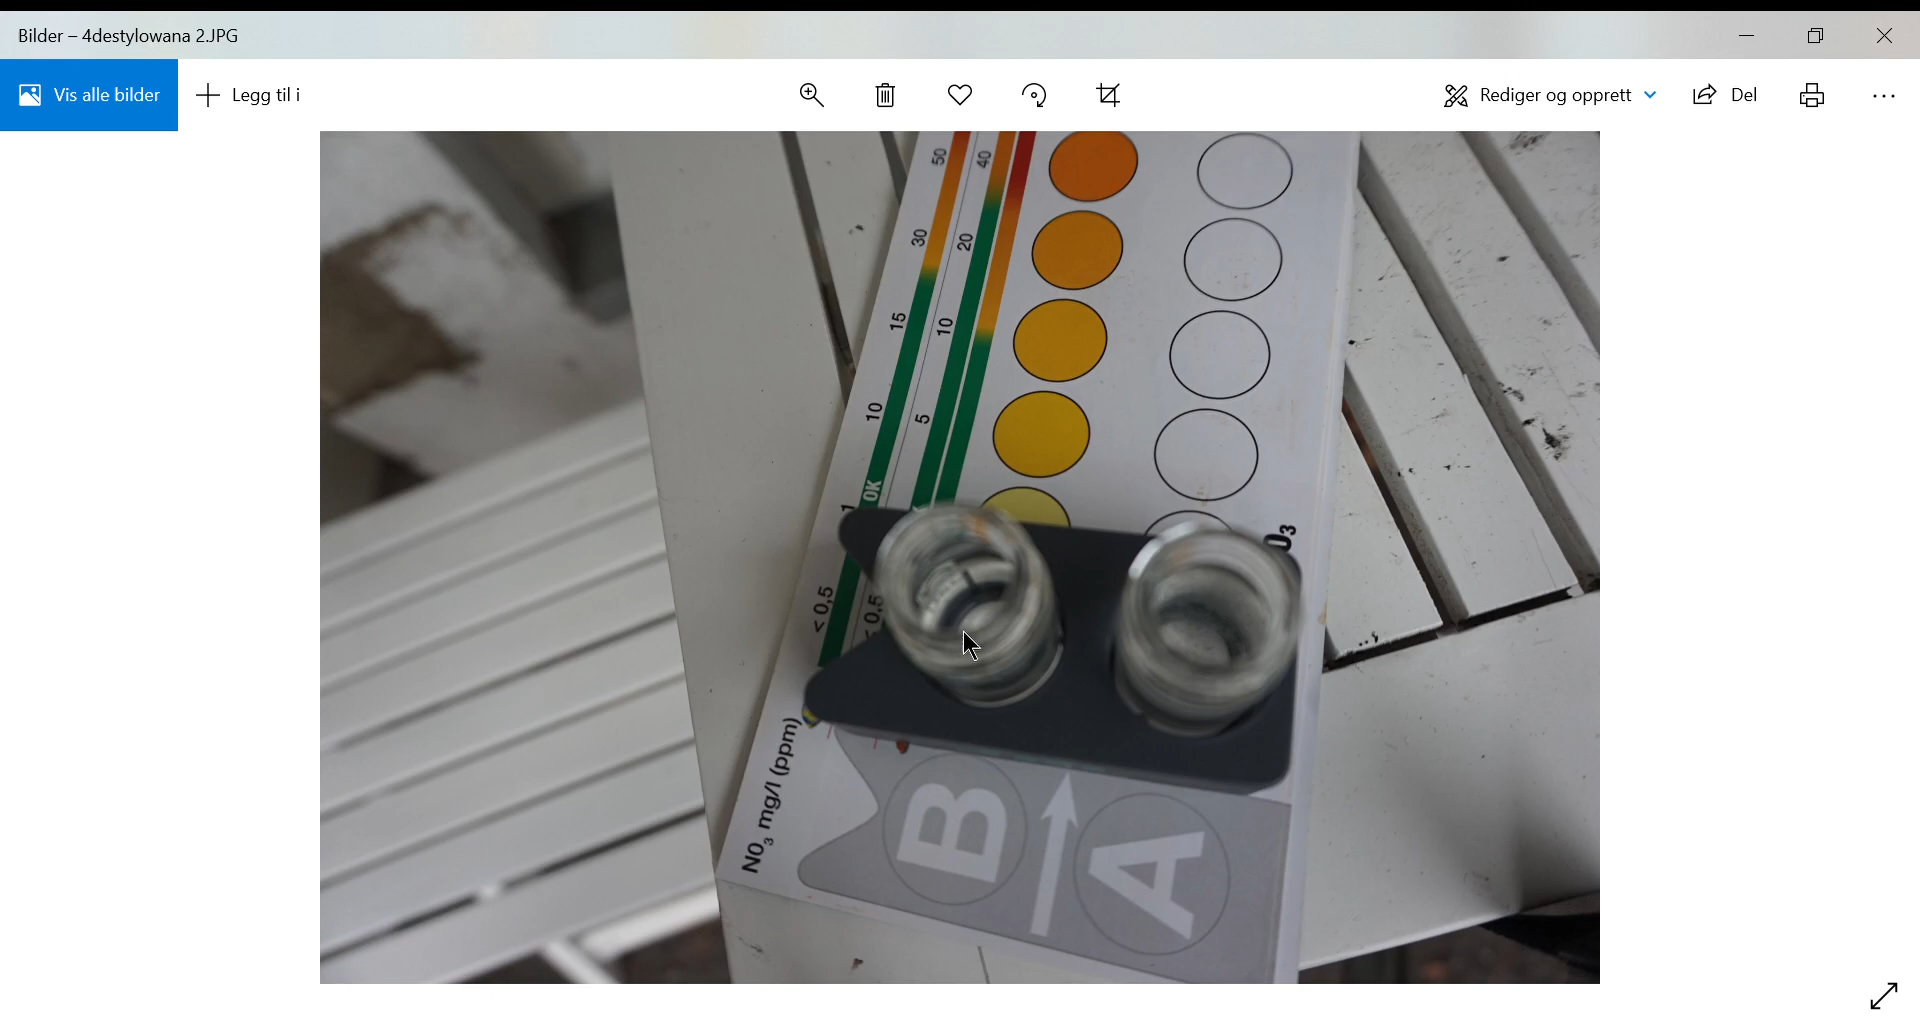 Bilder – 4destylowana 2.JPG
Vis alle bilder
Legg til i
Rediger og opprett
Del
50
40
30
20
15
10
10
5
OK
1
< 0,5
< 0,5
NO3 mg/l (ppm)
B
A